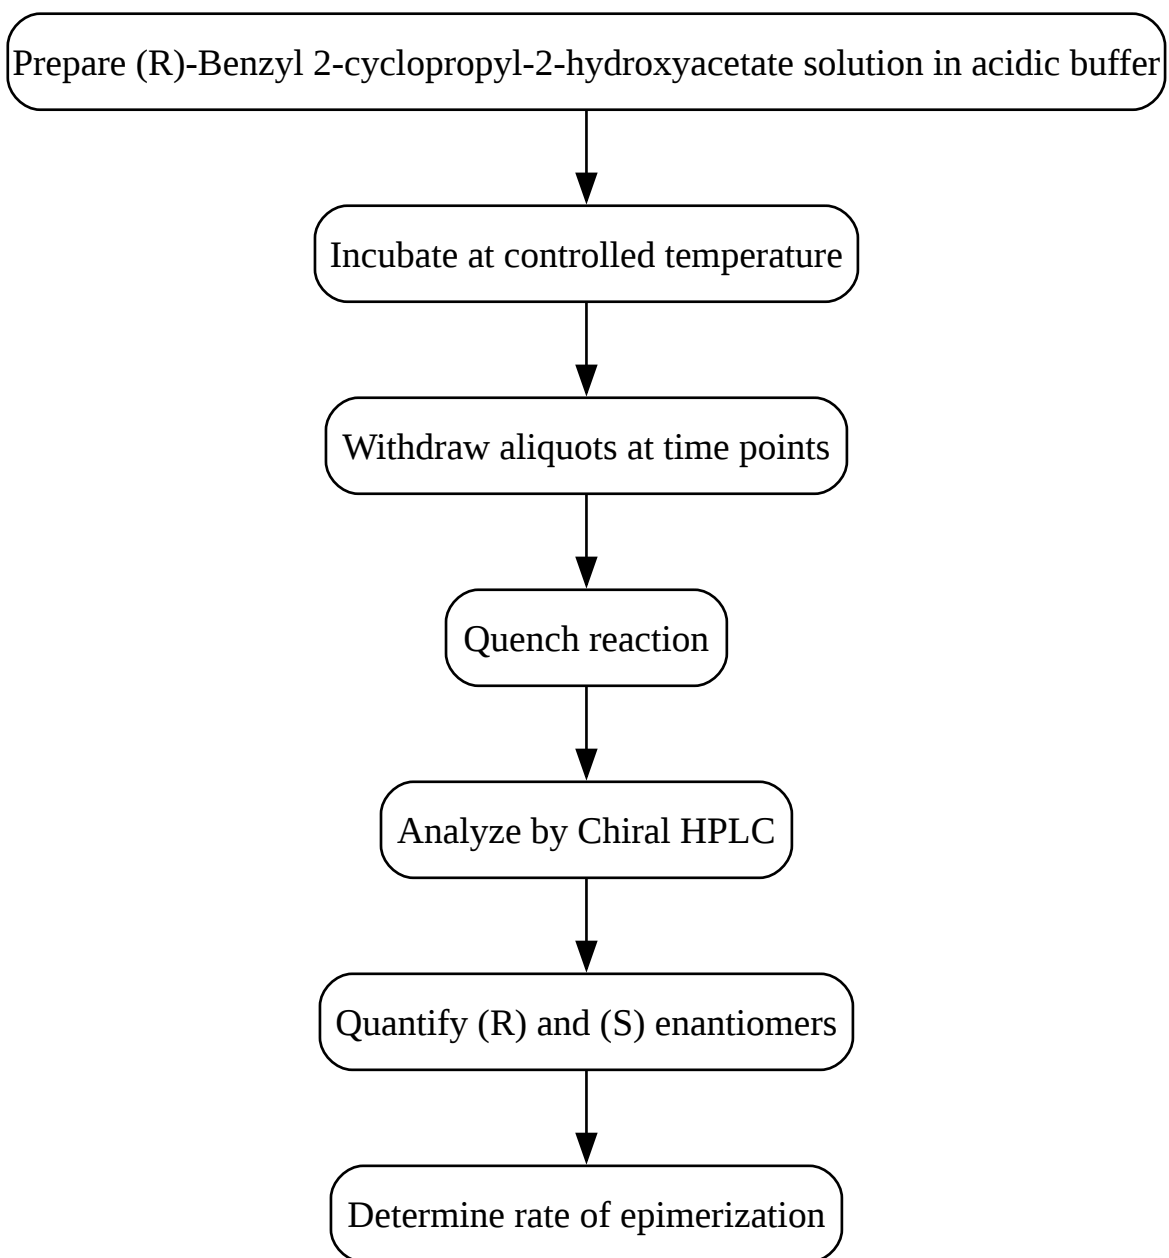 Prepare (R)-Benzyl 2-cyclopropyl-2-hydroxyacetate solution in acidic buffer
Incubate at controlled temperature
Withdraw aliquots at time points
Quench reaction
Analyze by Chiral HPLC
Quantify (R) and (S) enantiomers
Determine rate of epimerization